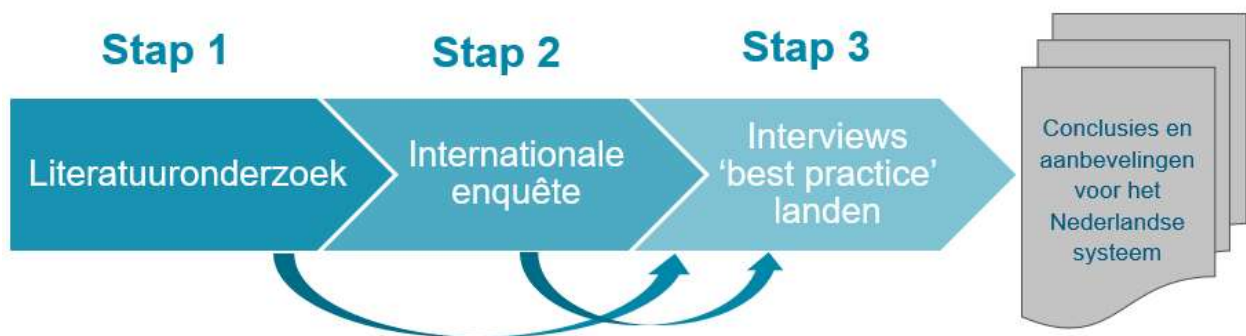 Stap 1
Stap 2
Stap 3
Literatuuronderzoek
Internationale
enquête
Interviews
‘best practice’
landen
Conclusies en
aanbevelingen
voor het
Nederlandse
systeem